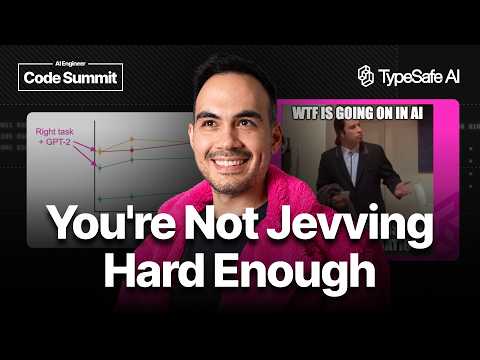 AI Engineer
Code Summit
TypeSafe AI
Right task
+ GPT-2
WTF IS GOING ON IN AI
You're Not Jevving
Hard Enough